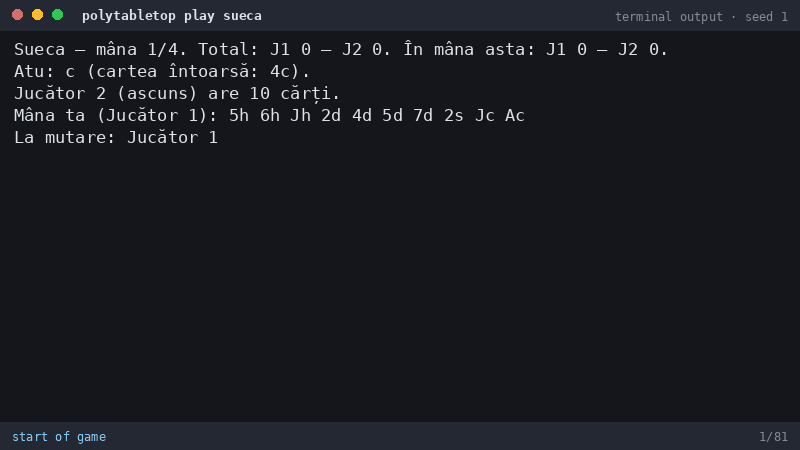 polytabletop play sueca
terminal output · seed 1
Sueca — mâna 1/4. Total: J1 0 — J2 0. În mâna asta: J1 0 — J2 0.
Atu: c (cartea întoarsă: 4c).
Jucător 2 (ascuns) are 10 cărți.
Mâna ta (Jucător 1): 5h 6h Jh 2d 4d 5d 7d 2s Jc Ac
La mutare: Jucător 1
start of game
1/81